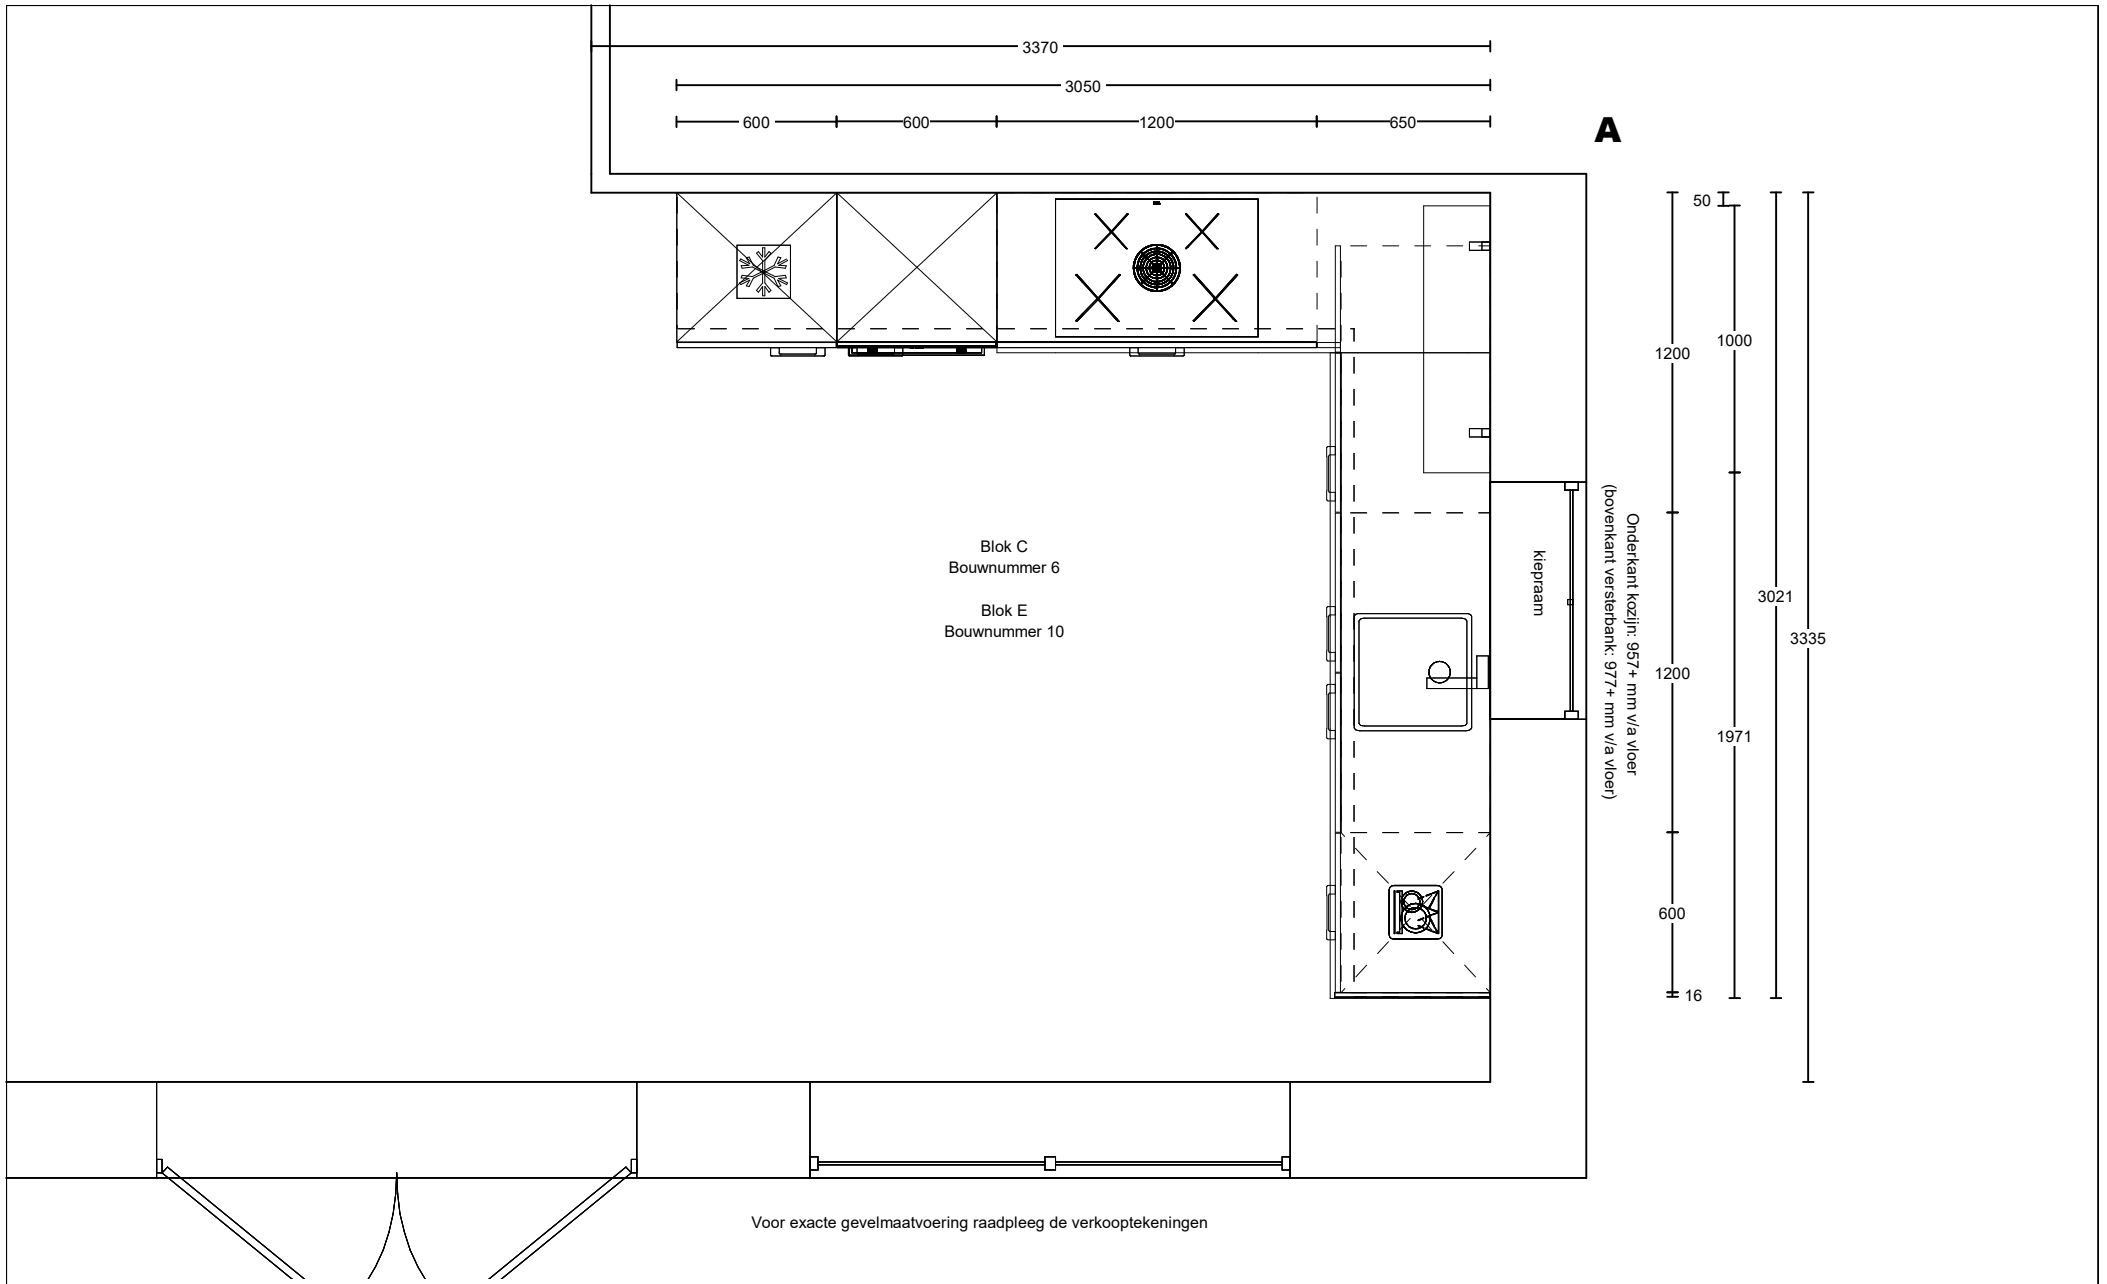 3370
3050
600
600
1200
650
A
50
1200
1000
3021
3335
1200
1971
600
16
Blok C
Bouwnummer 6
Blok E
Bouwnummer 10
kiepraam
Onderkant kozijn: 957+ mm v/a vloer
(bovenkant versterbank: 977+ mm v/a vloer)
Voor exacte gevelmaatvoering raadpleeg de verkooptekeningen